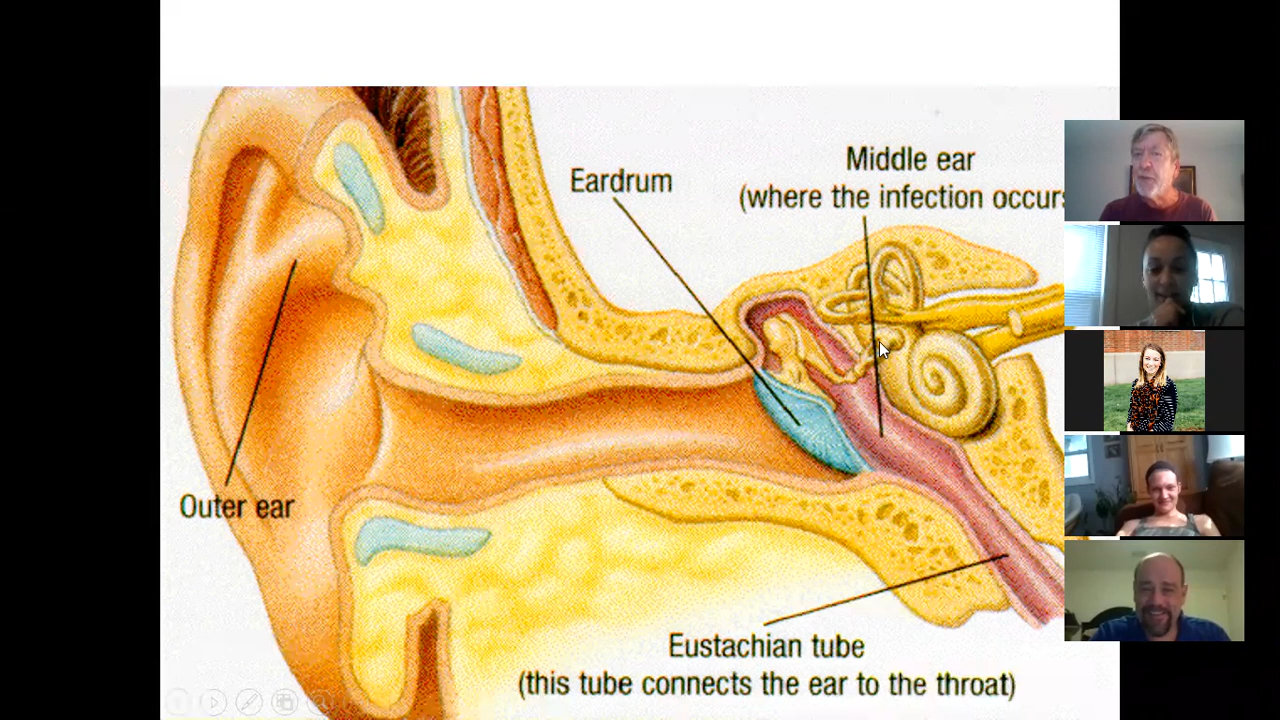 Eardrum
Middle ear
(where the infection occurs
Outer ear
Eustachian tube
(this tube connects the ear to the throat)